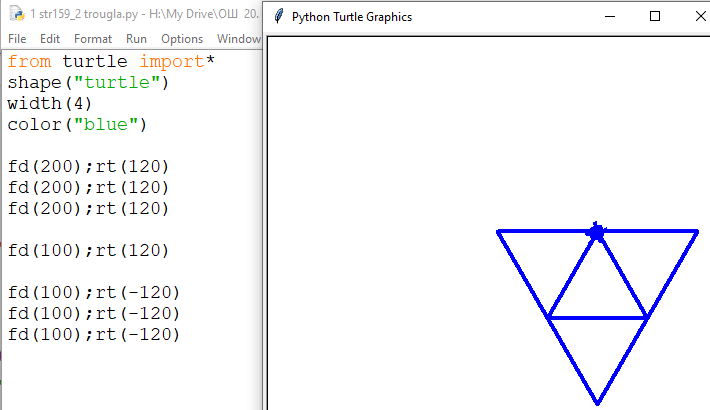 1 str159_2 trougla.py - H:\My Drive\ОШ 20.
Python Turtle Graphics
File Edit Format Run Options Window
from turtle import*
shape("turtle")
width(4)
color("blue")
fd(200);rt(120)
fd(200);rt(120)
fd(200);rt(120)
fd(100);rt(120)
fd(100);rt(-120)
fd(100);rt(-120)
fd(100);rt(-120)